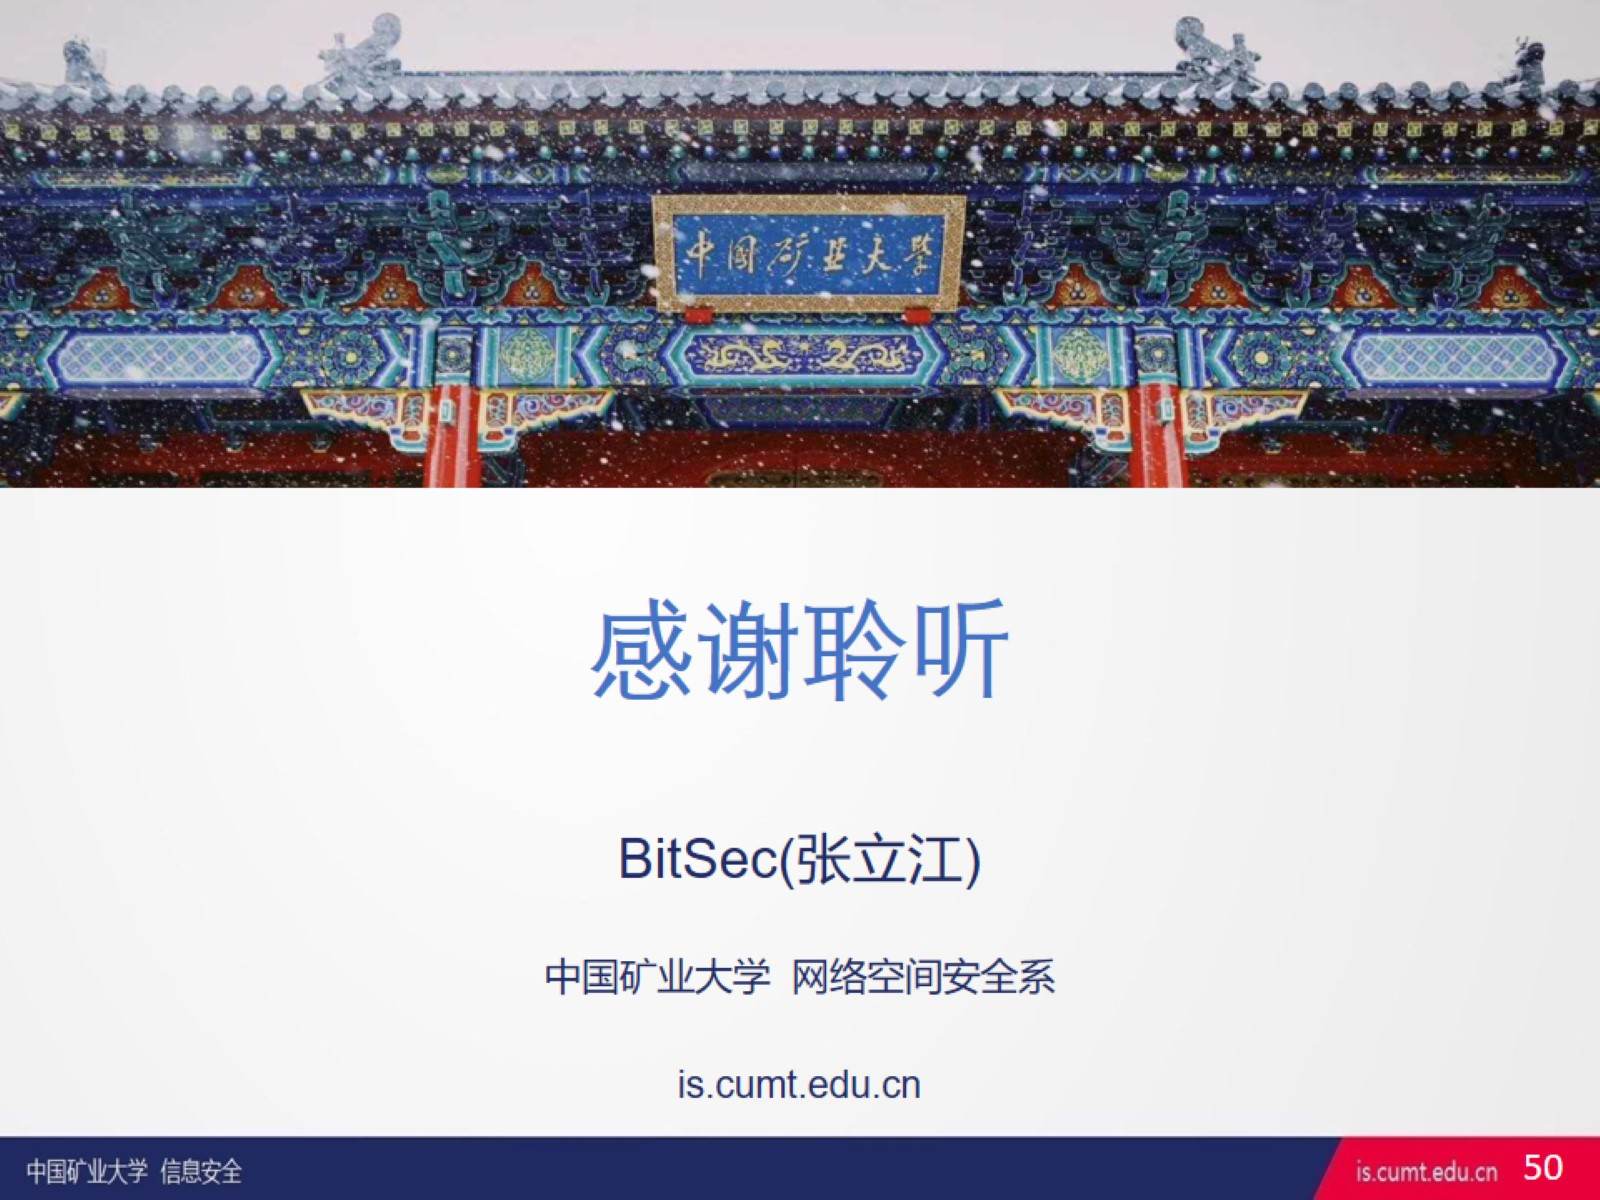 中国矿业大學
感谢聆听
BitSec(张立江)
中国矿业大学 网络空间安全系
is.cumt.edu.cn
中国矿业大学 信息安全
is.cumt.edu.cn 50